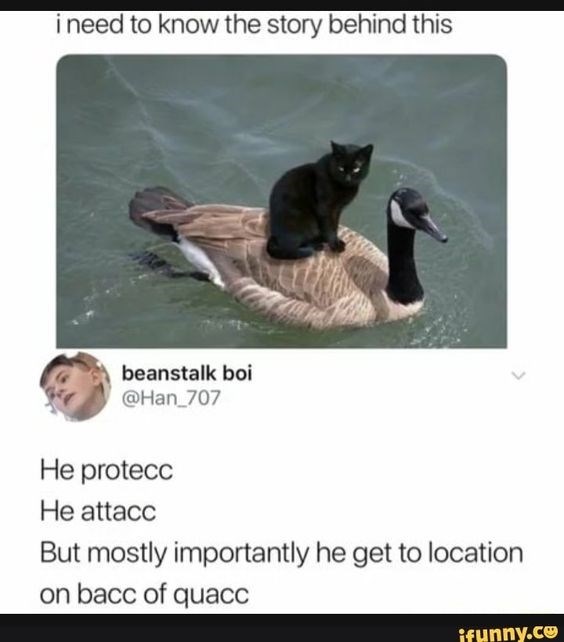 i need to know the story behind this
beanstalk boi
@Han_707
He protecc
He attacc
But mostly importantly he get to location
on bacc of quacc
ifunny.co